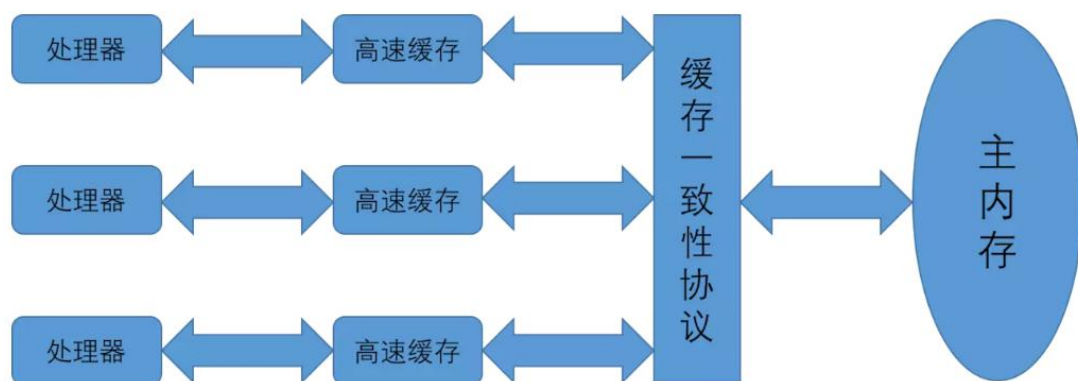 处理器
高速缓存
处理器
高速缓存
处理器
高速缓存
缓存一致性协议
主内存